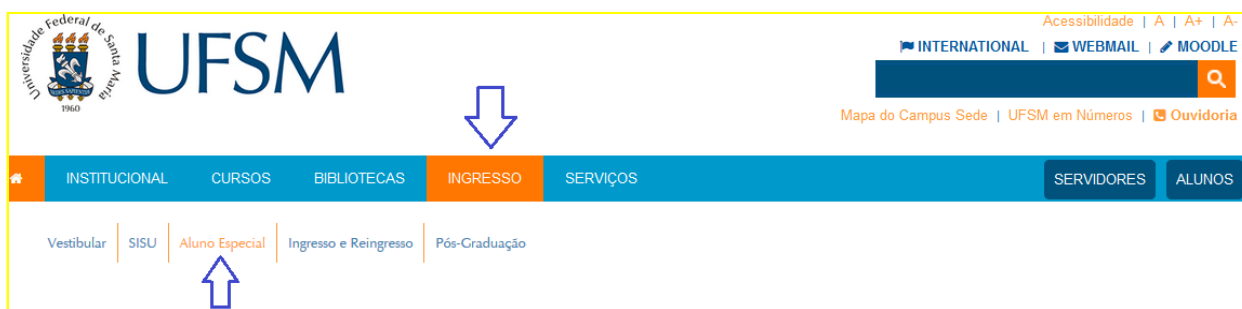 Universidade Federal de Santa Maria
1960
UFSM
Acessibilidade | A | A+ | A-
INTERNATIONAL | WEBMAIL | MOODLE
Mapa do Campus Sede | UFSM em Números | Ouvidoria
INSTITUCIONAL CURSOS BIBLIOTECAS INGRESSO SERVIÇOS SERVIDORES ALUNOS
Vestibular SISU Aluno Especial Ingresso e Reingresso Pós-Graduação